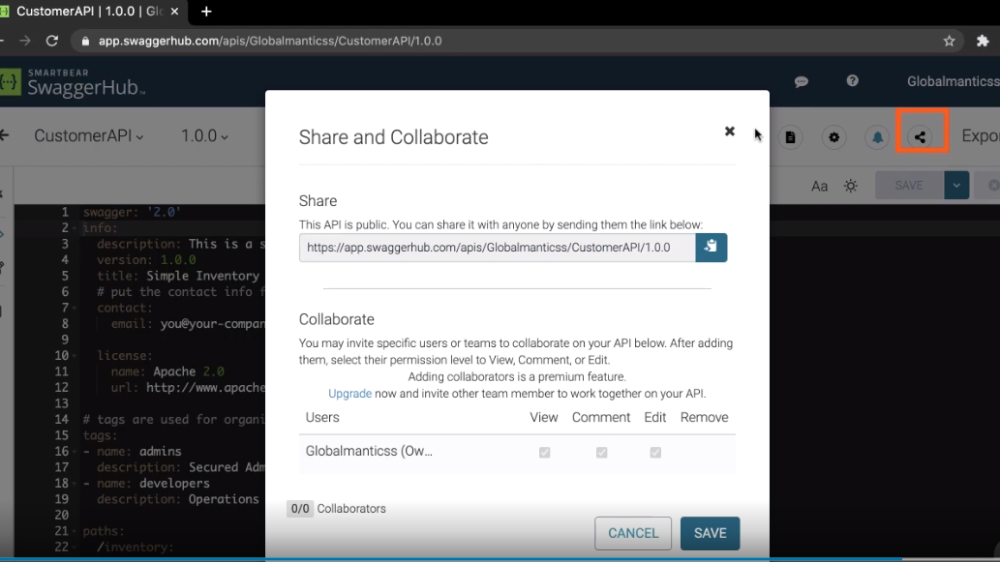 CustomerAPI | 1.0.0 | Gl
app.swaggerhub.com/apis/Globalmanticss/CustomerAPI/1.0.0
SMARTBEAR
SwaggerHub
Globalmanticss
CustomerAPI
1.0.0
Expo
Aa
SAVE
Share and Collaborate
Share
This API is public. You can share it with anyone by sending them the link below:
https://app.swaggerhub.com/apis/Globalmanticss/CustomerAPI/1.0.0
Collaborate
You may invite specific users or teams to collaborate on your API below. After adding
them, select their permission level to View, Comment, or Edit.
Adding collaborators is a premium feature.
Upgrade now and invite other team member to work together on your API.
Users View Comment Edit Remove
Globalmanticss (Ow...
0/0 Collaborators
CANCEL SAVE
1 swagger: '2.0'
2 info:
3 description: This is a s
4 version: 1.0.0
5 title: Simple Inventory
6 # put the contact info f
7 contact:
8 email: you@your-compan
9
10 license:
11 name: Apache 2.0
12 url: http://www.apache
13
14 # tags are used for organi
15 tags:
16 - name: admins
17 description: Secured Adm
18 - name: developers
19 description: Operations
20
21 paths:
22 /inventory: